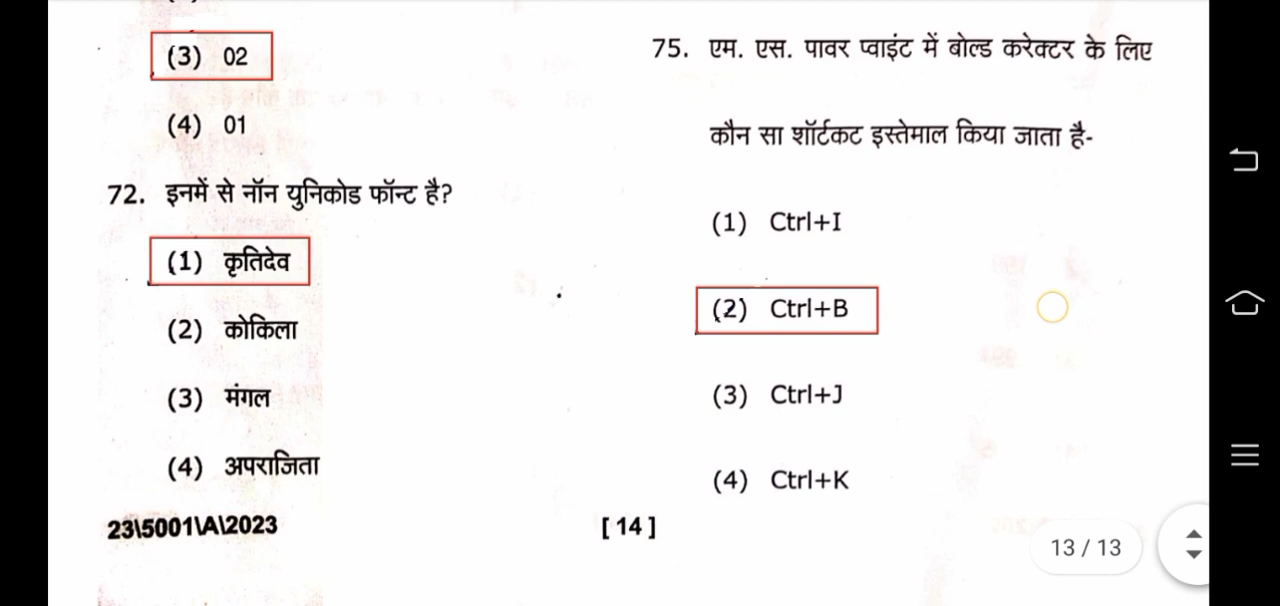 (3) 02
(4) 01
72. इनमें से नॉन युनिकोड फॉन्ट है?
(1) कृतिदेव
(2) कोकिला
(3) मंगल
(4) अपराजिता
75. एम. एस. पावर प्वाइंट में बोल्ड करेक्टर के लिए
कौन सा शॉर्टकट इस्तेमाल किया जाता है-
(1) Ctrl+I
(2) Ctrl+B
(3) Ctrl+J
(4) Ctrl+K
23\5001\A\2023
[ 14 ]
13 / 13